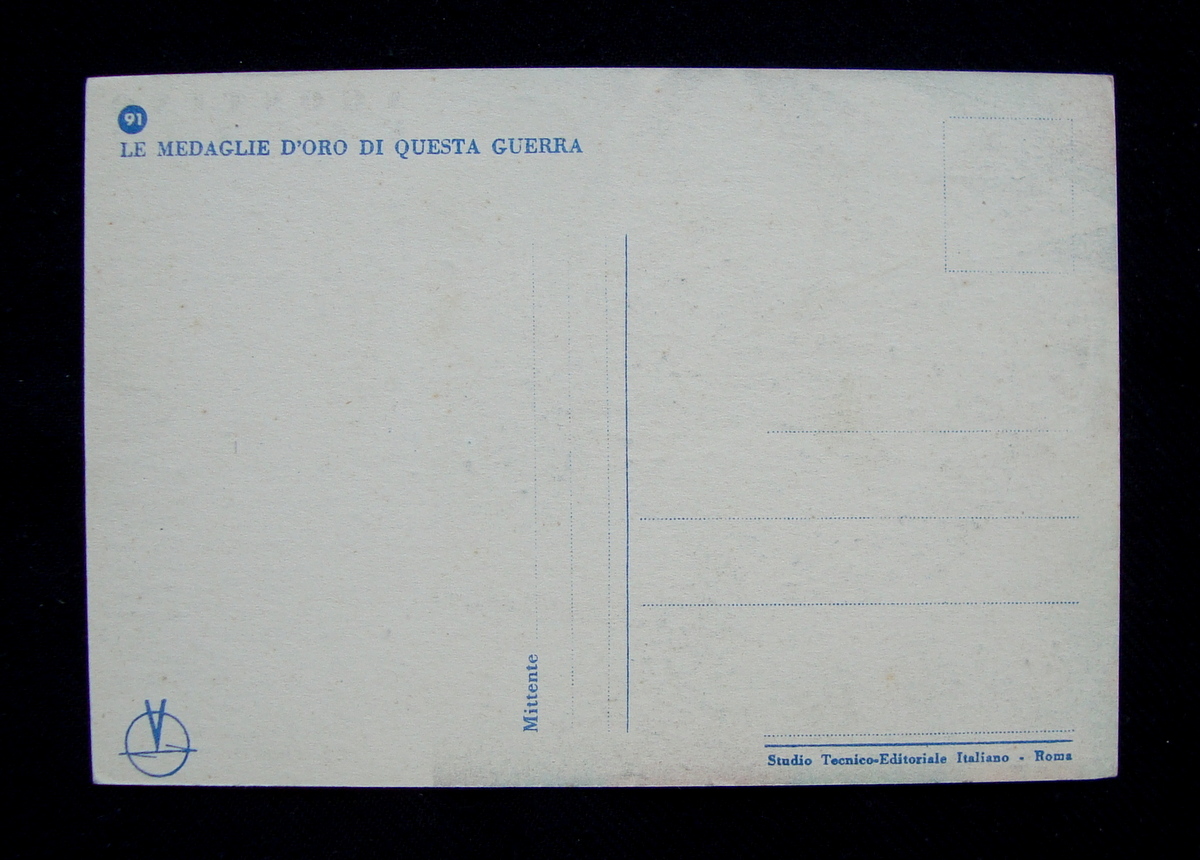 91
LE MEDAGLIE D'ORO DI QUESTA GUERRA
Mittente
Studio Tecnico-Editoriale Italiano - Roma